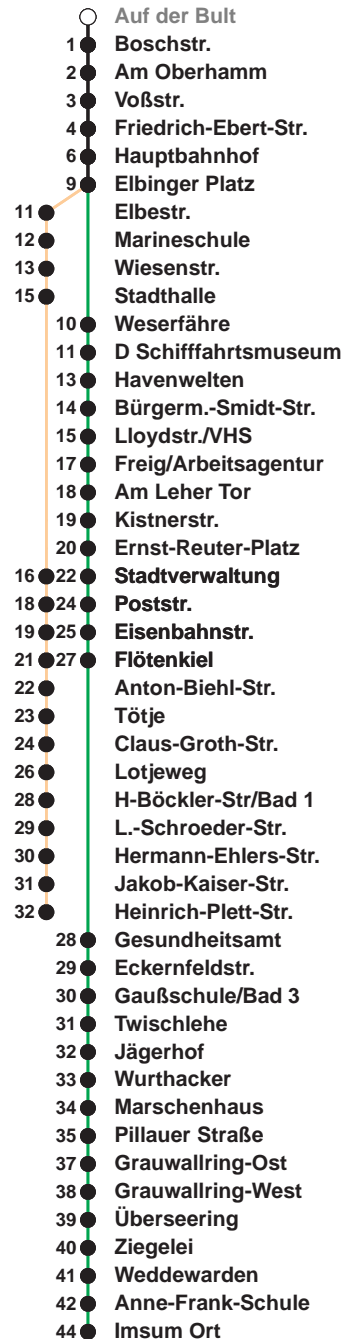 Auf der Bult
1 Boschstr.
2 Am Oberhamm
3 Voßstr.
4 Friedrich-Ebert-Str.
6 Hauptbahnhof
9 Elbinger Platz
11 Elbestr.
12 Marineschule
13 Wiesenstr.
15 Stadthalle
10 Weserfähre
11 D Schifffahrtsmuseum
13 Havenwelten
14 Bürgerm.-Smidt-Str.
15 Lloydstr./VHS
17 Freig/Arbeitsagentur
18 Am Leher Tor
19 Kistnerstr.
20 Ernst-Reuter-Platz
16 22 Stadtverwaltung
18 24 Poststr.
19 25 Eisenbahnstr.
21 27 Flötenkiel
22 Anton-Biehl-Str.
23 Tötje
24 Claus-Groth-Str.
26 Lotjeweg
28 H-Böckler-Str/Bad 1
29 L.-Schroeder-Str.
30 Hermann-Ehlers-Str.
31 Jakob-Kaiser-Str.
32 Heinrich-Plett-Str.
28 Gesundheitsamt
29 Eckernfeldstr.
30 Gaußschule/Bad 3
31 Twischlehe
32 Jägerhof
33 Wurthacker
34 Marschenhaus
35 Pillauer Straße
37 Grauwallring-Ost
38 Grauwallring-West
39 Überseering
40 Ziegelei
41 Weddewarden
42 Anne-Frank-Schule
44 Imsum Ort